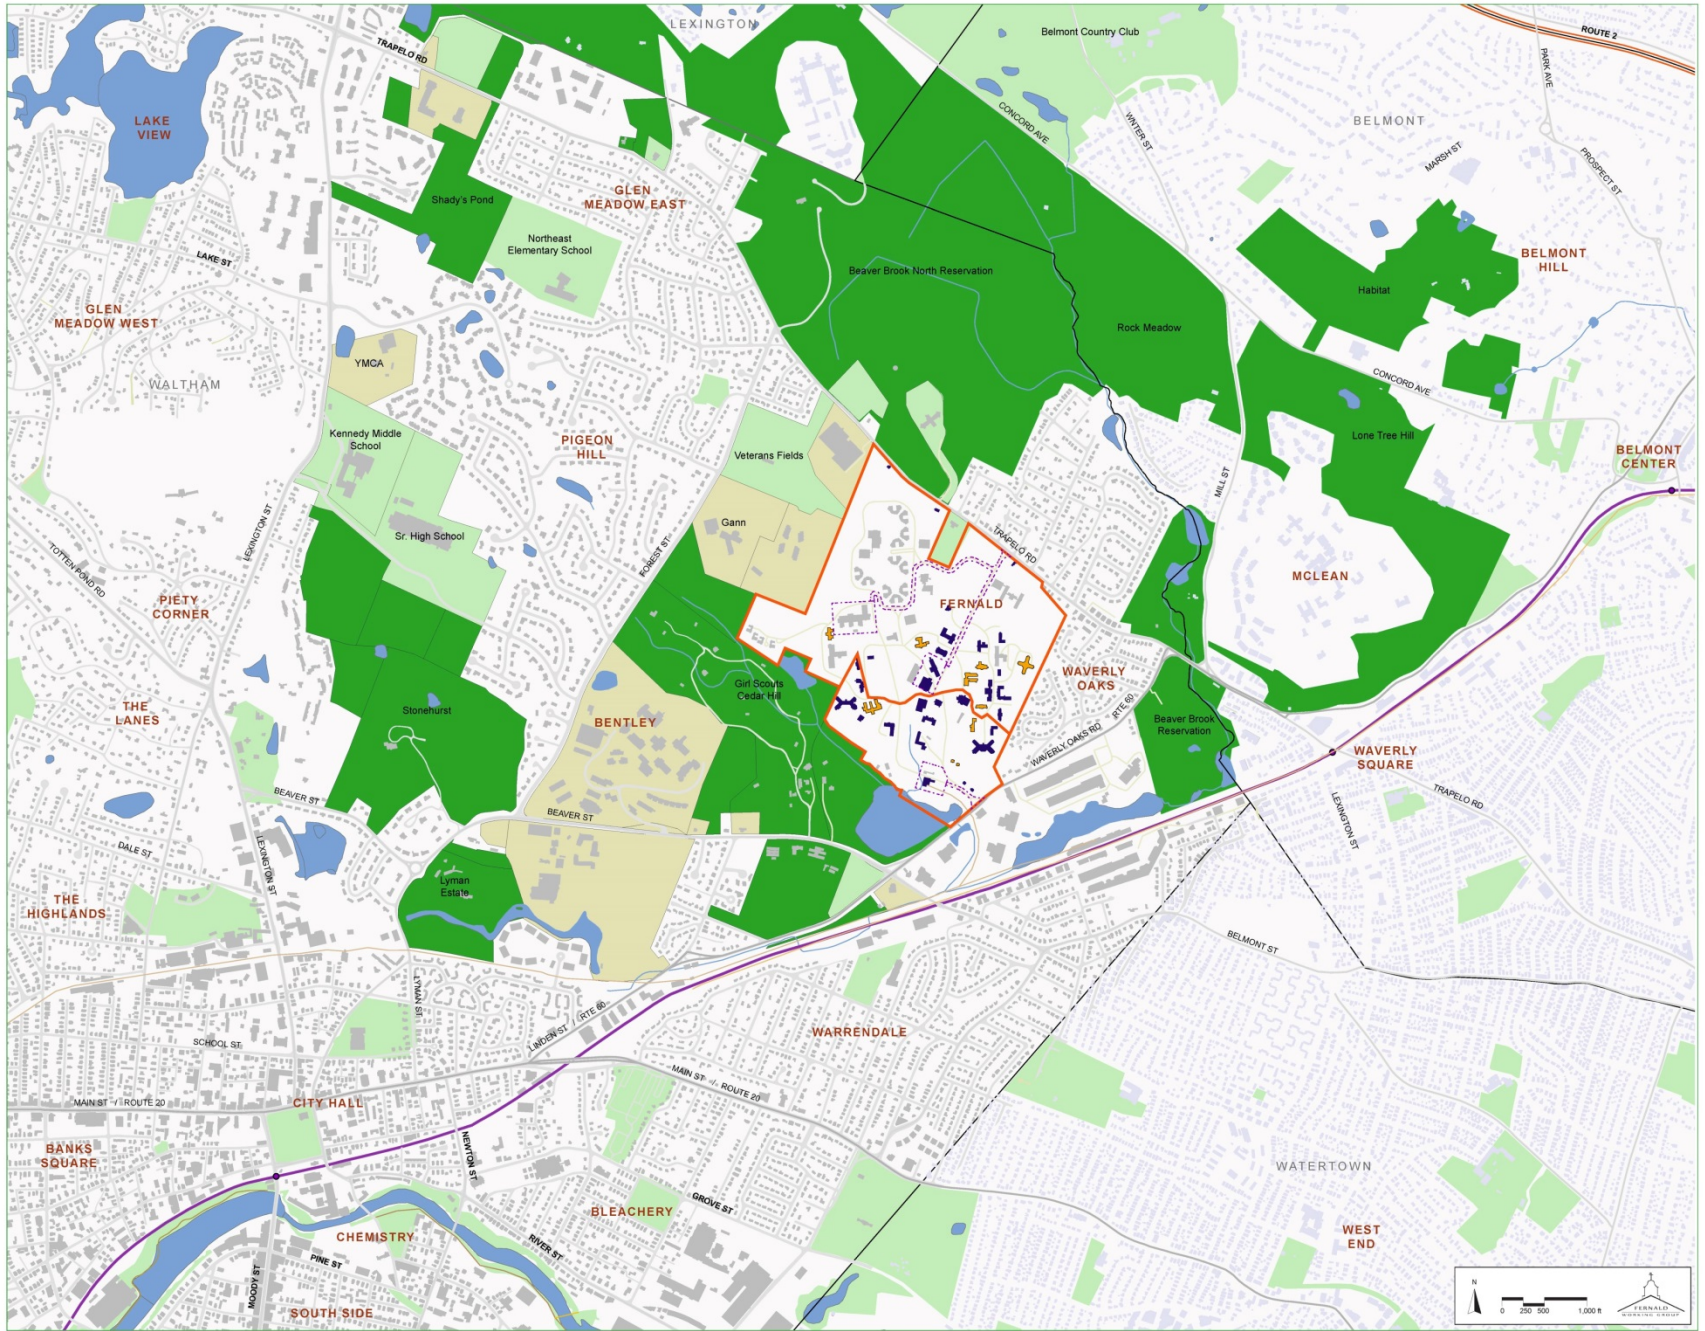 LEXINGTON
Belmont Country Club
ROUTE 2
TRAPELO RD
PARK AVE
CONCORD AVE
WINTER ST
BELMONT
LAKE
VIEW
MARSH ST
PROSPECT ST
GLEN
MEADOW EAST
Shady's Pond
Northeast
Elementary School
LAKE ST
Beaver Brook North Reservation
BELMONT
HILL
Habitat
GLEN
MEADOW WEST
Rock Meadow
YMCA
WALTHAM
CONCORD AVE
Kennedy Middle
School
PIGEON
HILL
Veterans Fields
Lone Tree Hill
BELMONT
CENTER
MILL ST
Gann
Sr. High School
LEXINGTON ST
FOREST ST
TRAPELO RD
TOTTEN POND RD
MCLEAN
PIETY
CORNER
FERNALD
WAVERLY
OAKS
Girl Scouts
Cedar Hill
THE
LANES
Stonehurst
BENTLEY
RTE 60
WAVERLY OAKS RD
Beaver Brook
Reservation
WAVERLY
SQUARE
BEAVER ST
BEAVER ST
TRAPELO RD
LEXINGTON ST
DALE ST
LEXINGTON ST
Lyman
Estate
THE
HIGHLANDS
BELMONT ST
LYMAN ST
LINDEN ST / RTE 60
WARRENDALE
SCHOOL ST
MAIN ST / ROUTE 20
MAIN ST / ROUTE 20
CITY HALL
BANKS
SQUARE
NEWTON ST
WATERTOWN
GROVE ST
BLEACHERY
CHEMISTRY
RIVER ST
WEST
END
PINE ST
MOODY ST
SOUTH SIDE
N
0 250 500 1,000 ft
FERNALD
WORKING GROUP